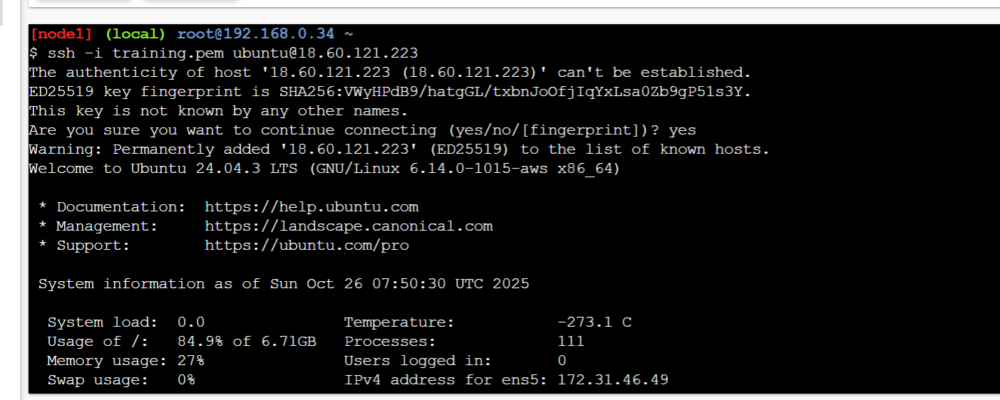 [node1] (local) root@192.168.0.34 ~
$ ssh -i training.pem ubuntu@18.60.121.223
The authenticity of host '18.60.121.223 (18.60.121.223)' can't be established.
ED25519 key fingerprint is SHA256:VWyHPdB9/hatgGL/txbnJoOfjIqYxLsa0Zb9gP51s3Y.
This key is not known by any other names.
Are you sure you want to continue connecting (yes/no/[fingerprint])? yes
Warning: Permanently added '18.60.121.223' (ED25519) to the list of known hosts.
Welcome to Ubuntu 24.04.3 LTS (GNU/Linux 6.14.0-1015-aws x86_64)
* Documentation:  https://help.ubuntu.com
* Management:     https://landscape.canonical.com
* Support:        https://ubuntu.com/pro
System information as of Sun Oct 26 07:50:30 UTC 2025
System load:  0.0                Temperature:           -273.1 C
Usage of /:   84.9% of 6.71GB   Processes:             111
Memory usage: 27%                Users logged in:       0
Swap usage:   0%                 IPv4 address for ens5: 172.31.46.49